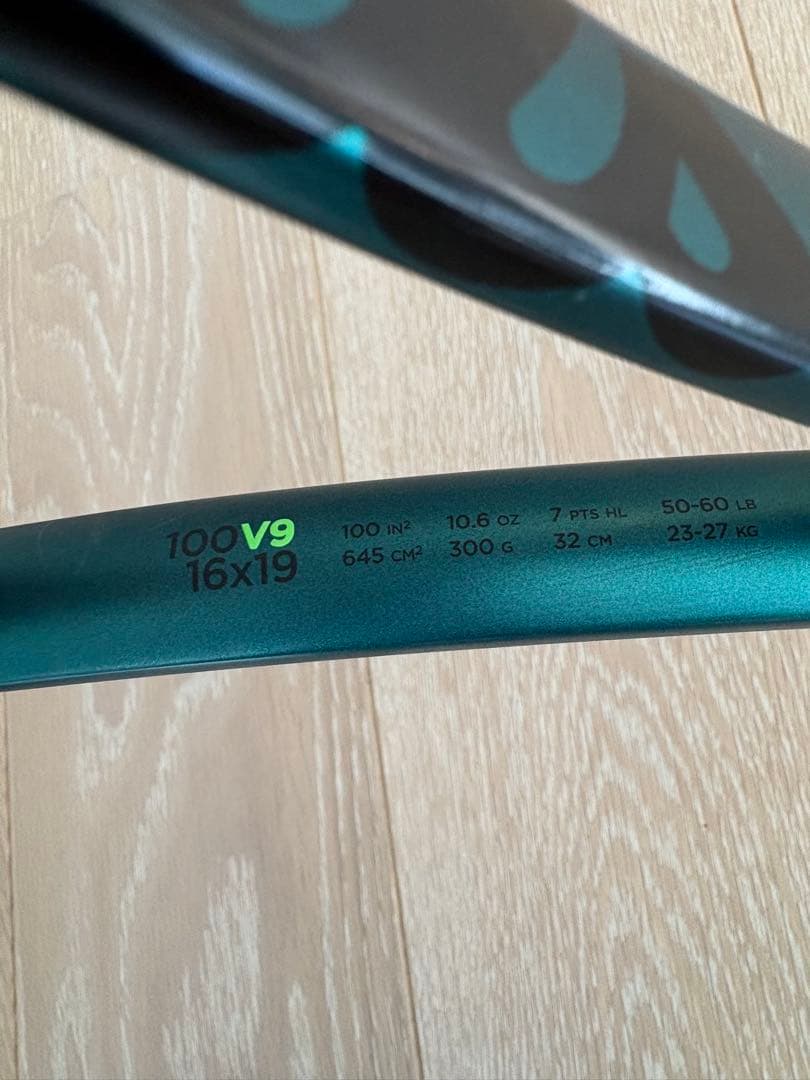 100V9
16x19
100 IN² 10.6 OZ 7 PTS HL 50-60 LB
645 CM² 300 G 32 CM 23-27 KG